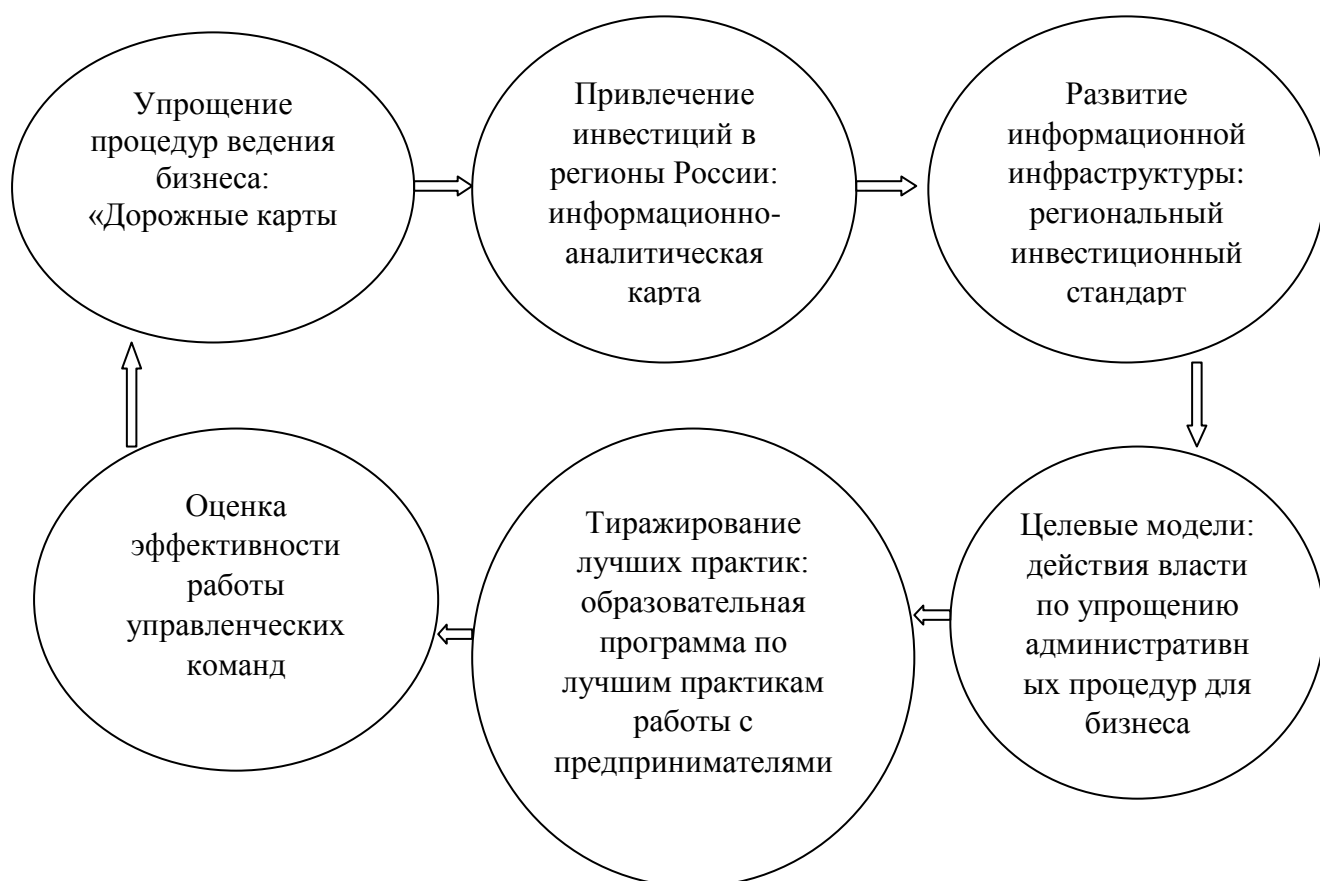 Упрощение
процедур ведения
бизнеса:
«Дорожные карты
Привлечение
инвестиций в
регионы России:
информационно-
аналитическая
карта
Развитие
информационной
инфраструктуры:
региональный
инвестиционный
стандарт
Целевые модели:
действия власти
по упрощению
административн
ых процедур для
бизнеса
Тиражирование
лучших практик:
образовательная
программа по
лучшим практикам
работы с
предпринимателями
Оценка
эффективности
работы
управленческих
команд